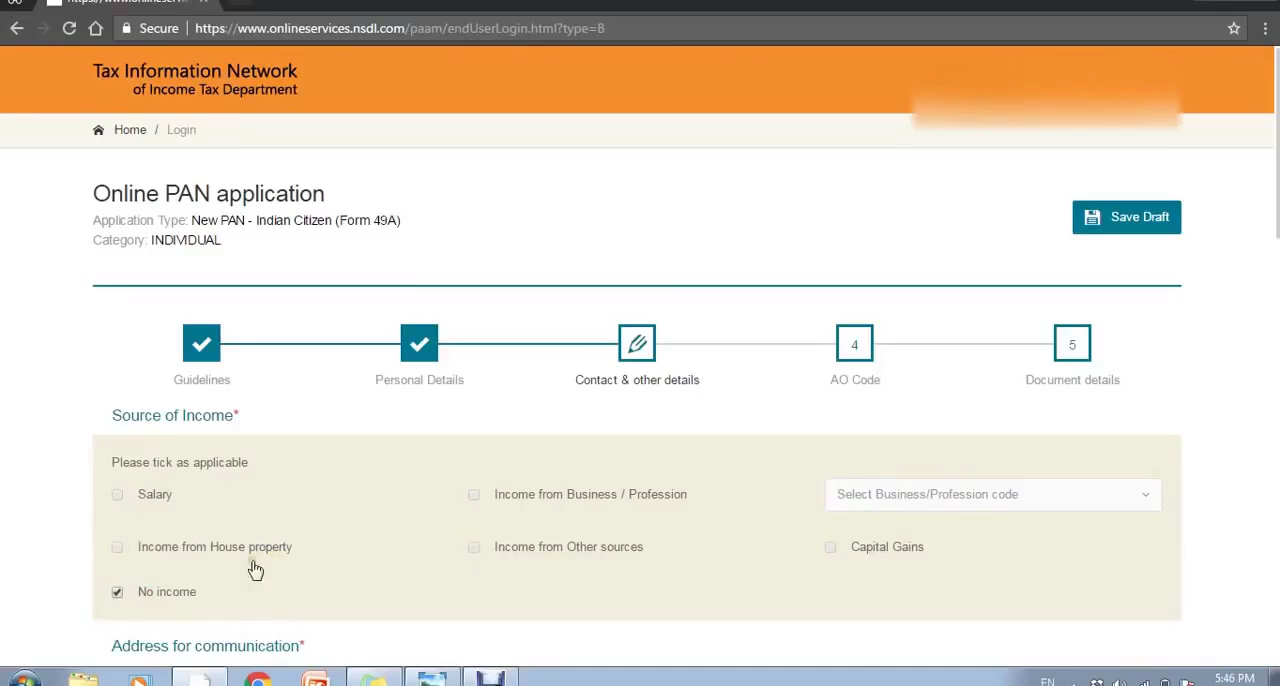 Secure https://www.onlineservices.nsdl.com/paam/endUserLogin.html?type=B
Tax Information Network
of Income Tax Department
Home / Login
Online PAN application
Application Type: New PAN - Indian Citizen (Form 49A)
Category: INDIVIDUAL
Save Draft
4
5
Guidelines
Personal Details
Contact & other details
AO Code
Document details
Source of Income*
Please tick as applicable
Salary
Income from Business / Profession
Select Business/Profession code
Income from House property
Income from Other sources
Capital Gains
No income
Address for communication*
EN
5:46 PM